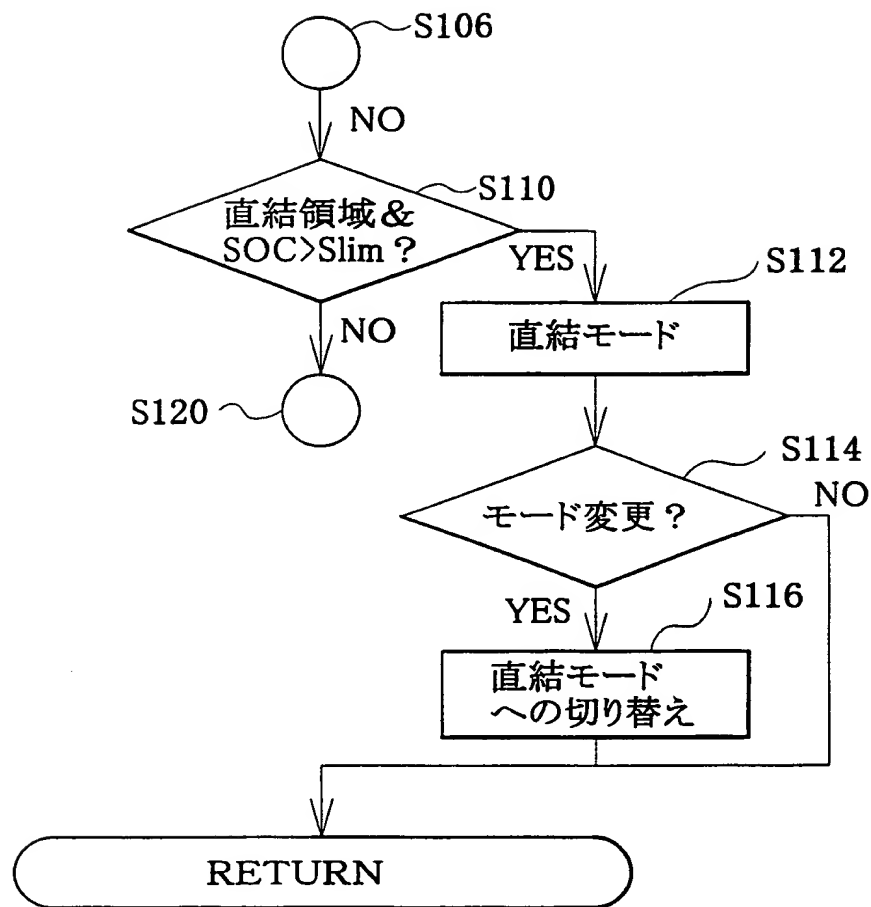 S106
NO
S110
直結領域&
SOC>Slim?
YES
S112
NO
直結モード
S120
S114
NO
モード変更?
YES
S116
直結モード
への切り替え
RETURN